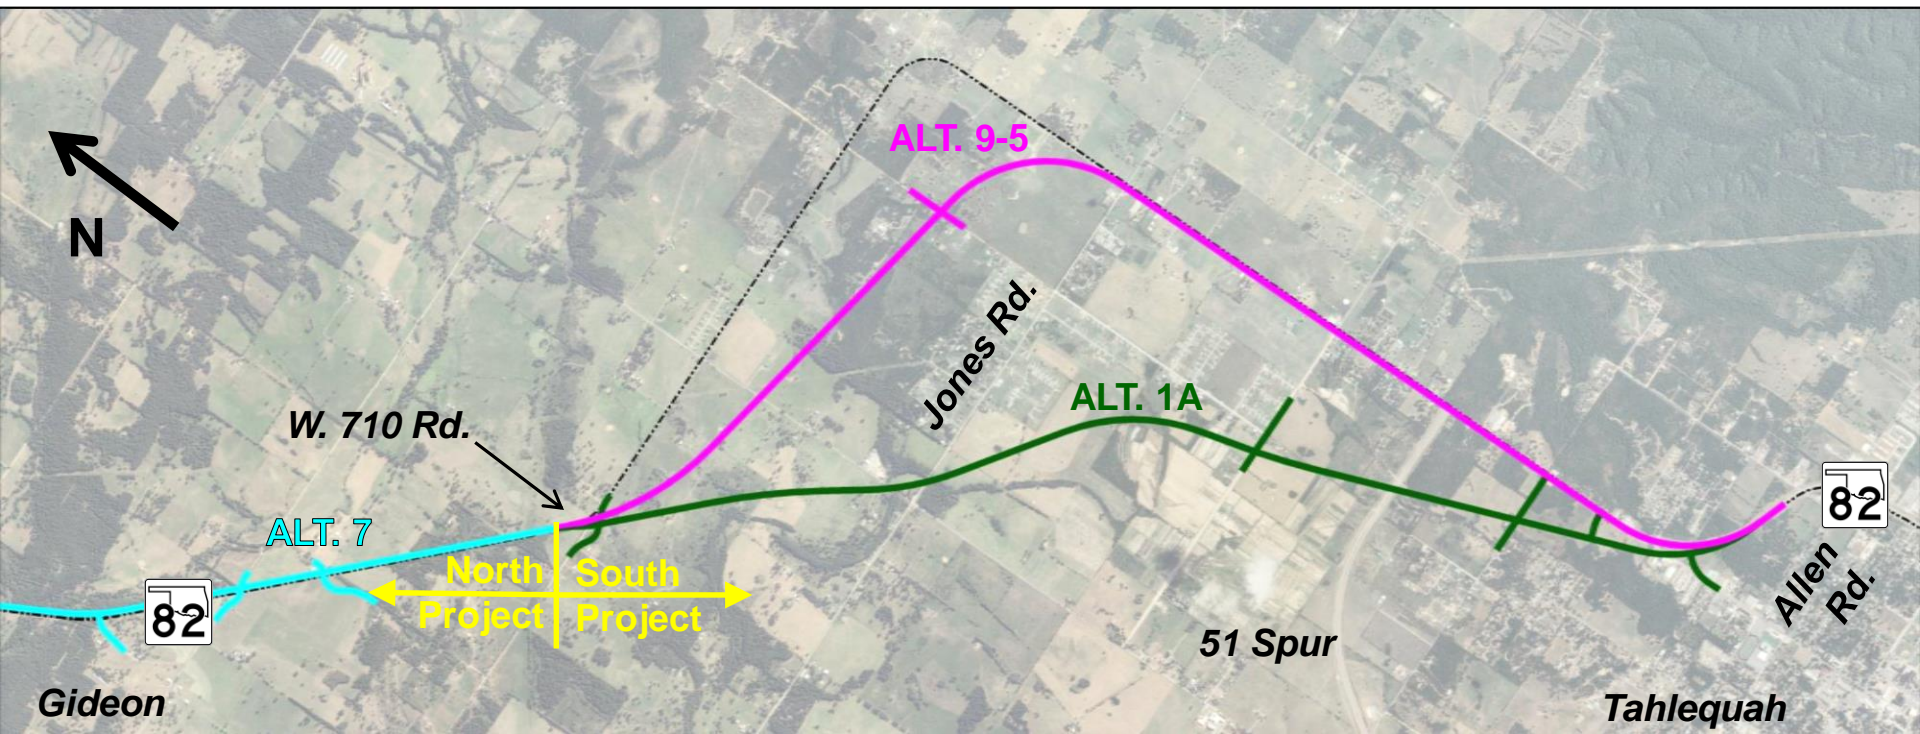 ALT. 9-5
N
Jones Rd.
ALT. 1A
W. 710 Rd.
ALT. 7
North
Project
South
Project
82
82
Allen
Rd.
51 Spur
Gideon
Tahlequah